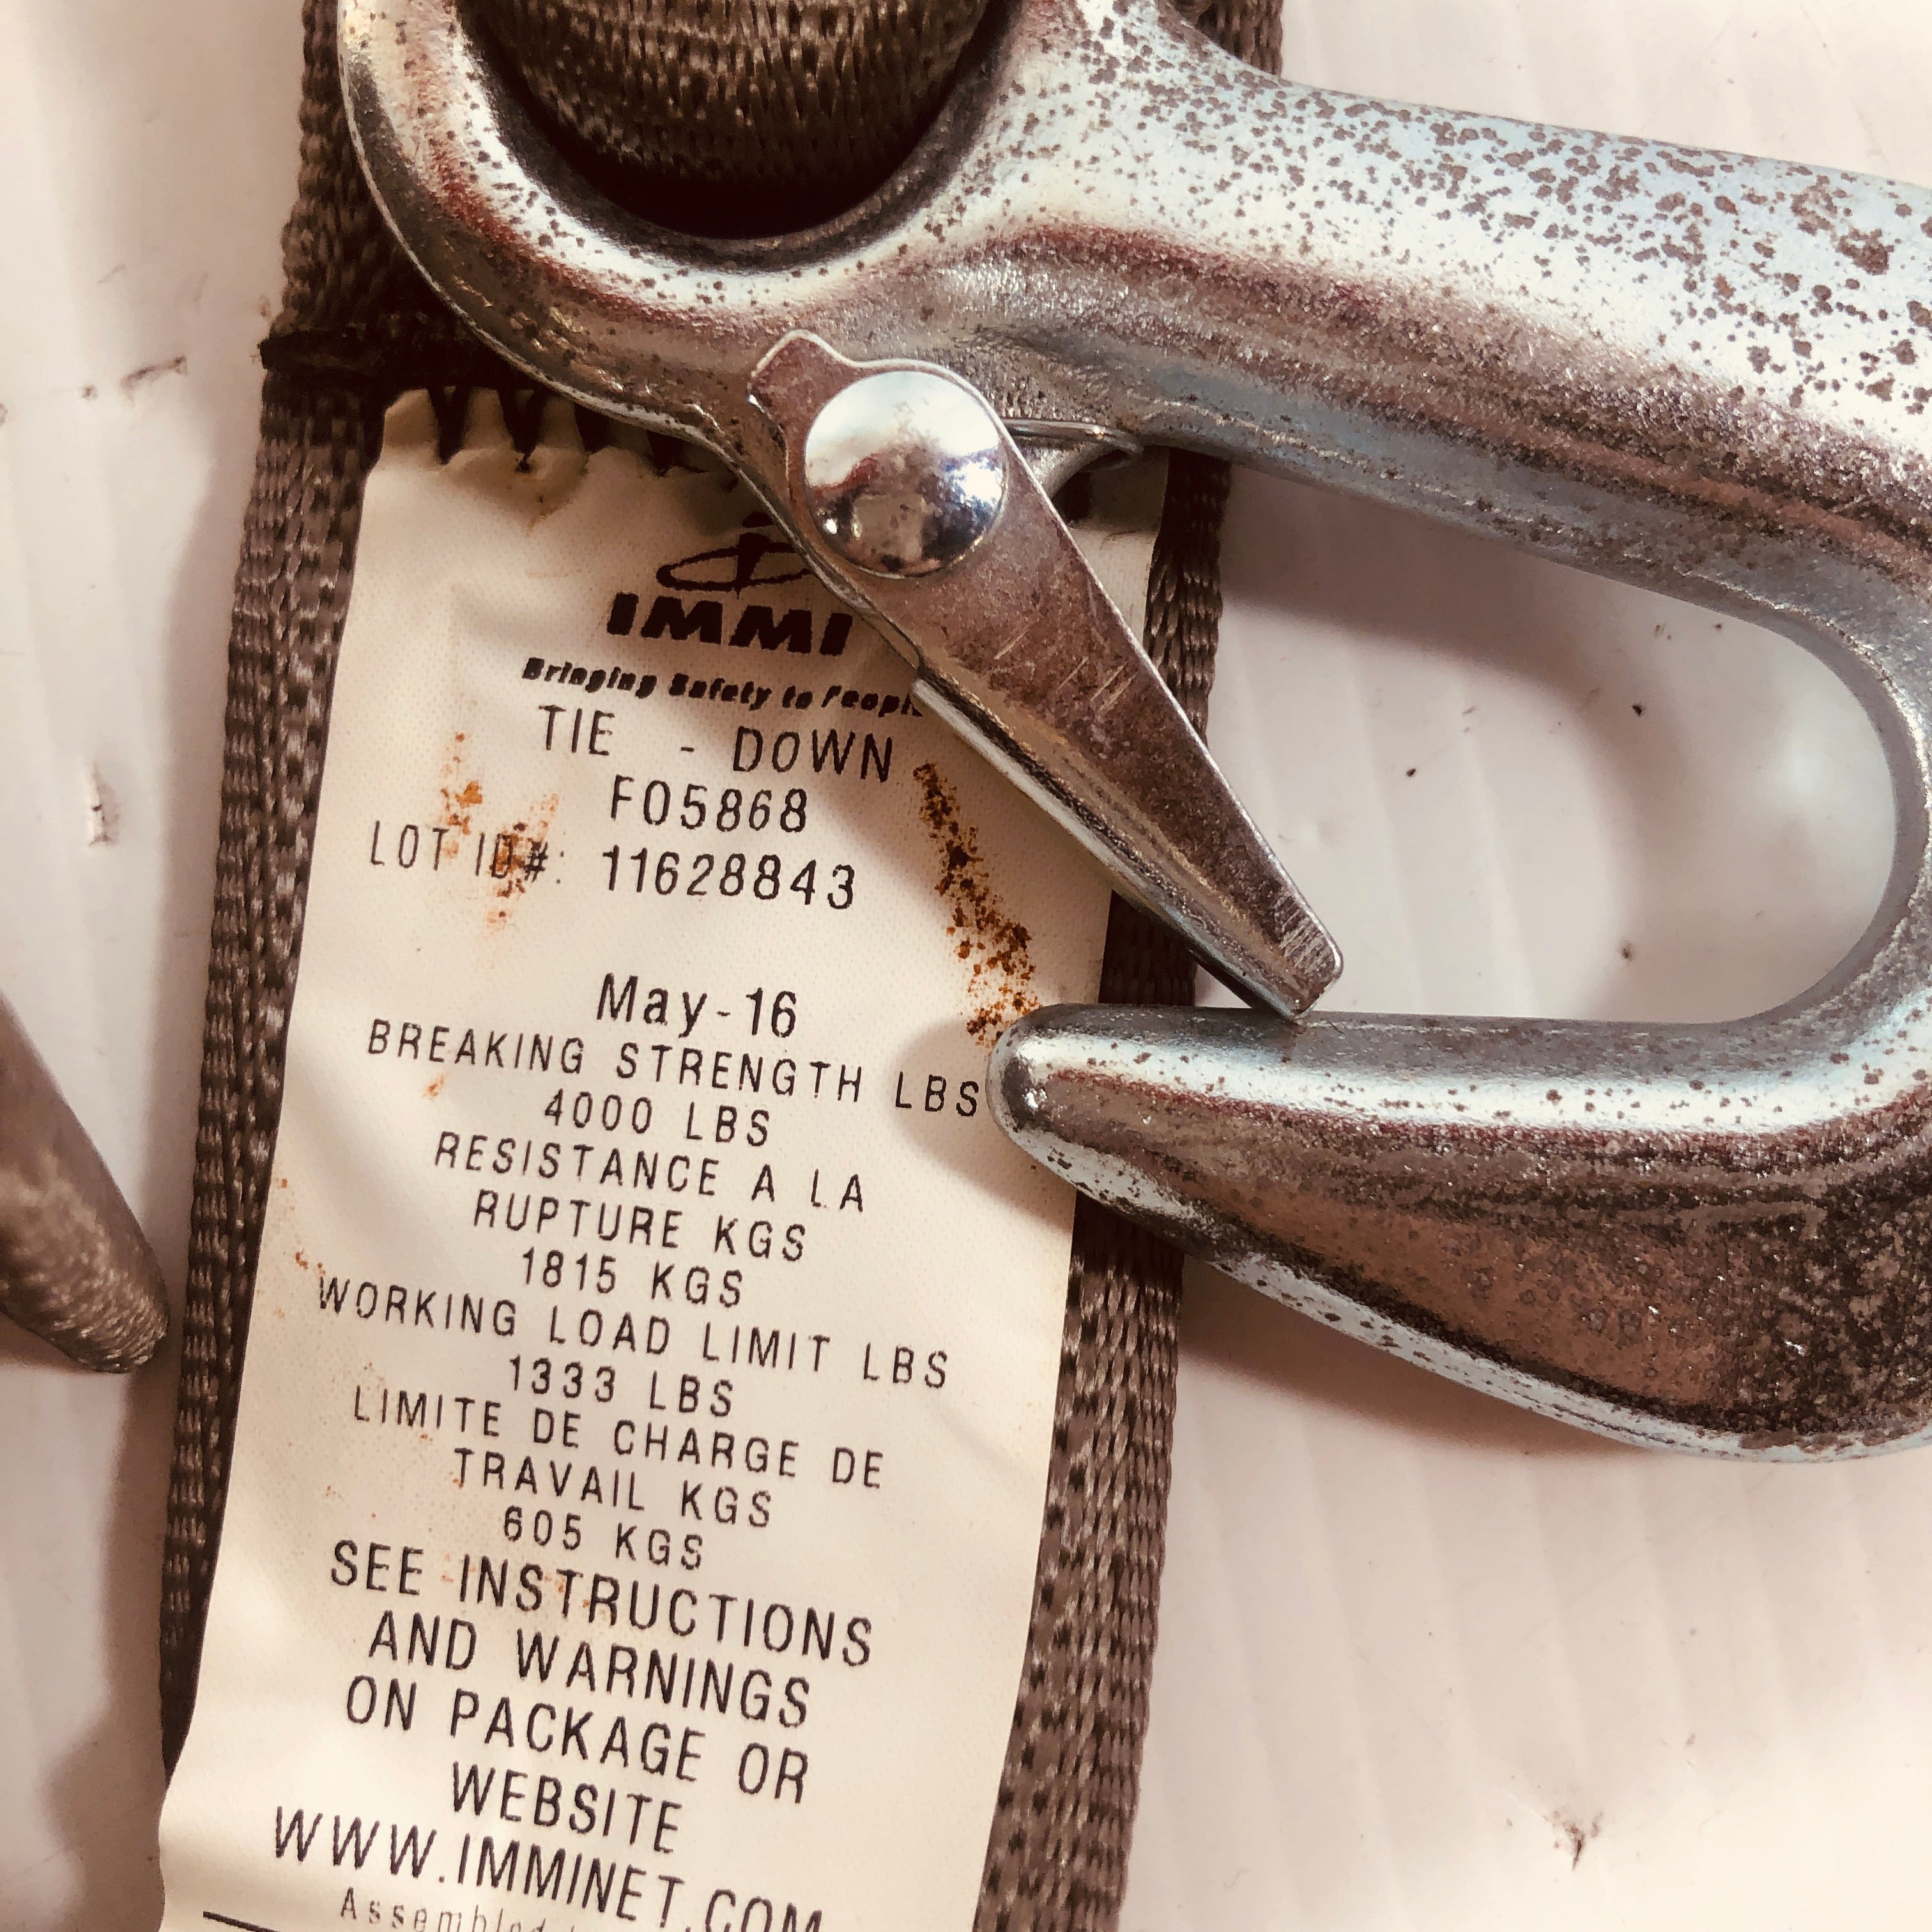 IMMI
Bringing Safety to People
TIE - DOWN
F05868
LOT ID#: 11628843
May-16
BREAKING STRENGTH LBS
4000 LBS
RESISTANCE A LA
RUPTURE KGS
1815 KGS
WORKING LOAD LIMIT LBS
1333 LBS
LIMITE DE CHARGE DE
TRAVAIL KGS
605 KGS
SEE INSTRUCTIONS
AND WARNINGS
ON PACKAGE OR
WEBSITE
WWW.IMMINET.COM
Assembled